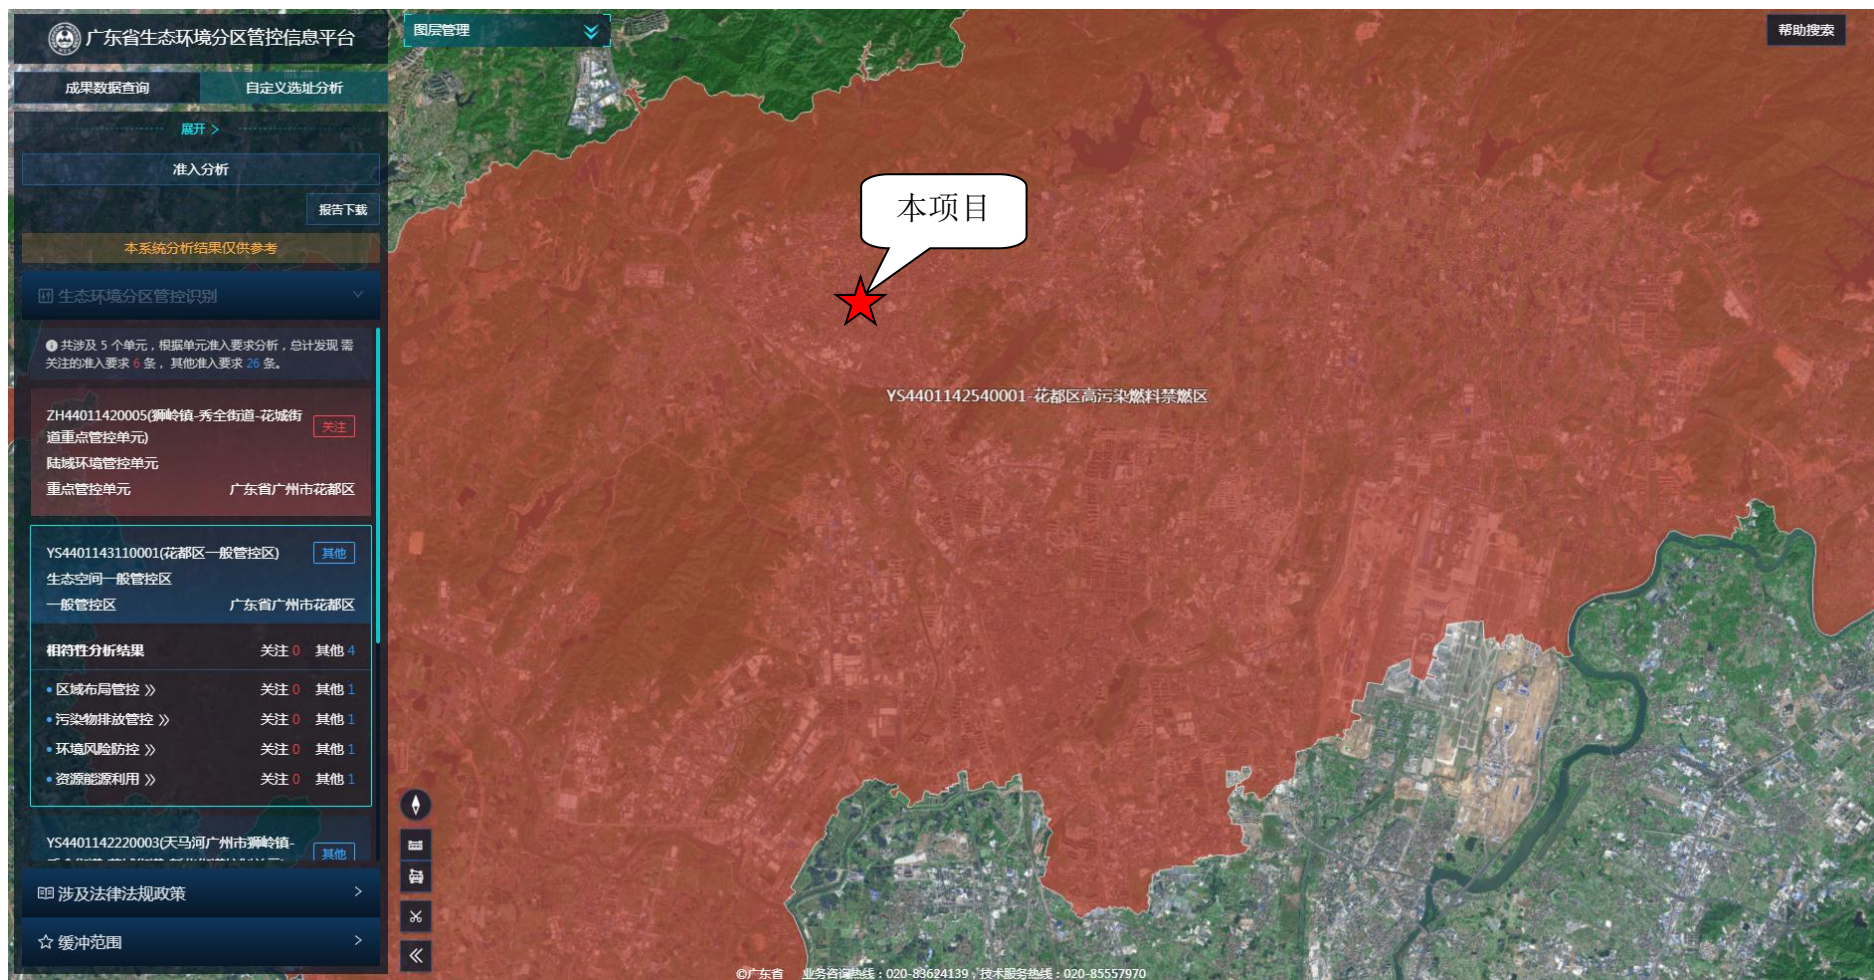 广东省生态环境分区管控信息平台
成果数据查询 自定义选址分析
展开 >
准入分析
报告下载
本系统分析结果仅供参考
生态环境分区管控识别
共涉及 5 个单元，根据单元准入要求分析，总计发现 需
关注的准入要求 6 条， 其他准入要求 26 条。
ZH44011420005(狮岭镇-秀全街道-花城街
道重点管控单元)
关注
陆域环境管控单元
重点管控单元 广东省广州市花都区
YS4401143110001(花都区一般管控区) 其他
生态空间一般管控区
一般管控区 广东省广州市花都区
相符性分析结果 关注 0 其他 4
• 区域布局管控 》 关注 0 其他 1
• 污染物排放管控 》 关注 0 其他 1
• 环境风险防控 》 关注 0 其他 1
• 资源能源利用 》 关注 0 其他 1
YS4401142220003(天马河广州市狮岭镇-
其他
涉及法律法规政策 >
缓冲范围 >
图层管理
帮助搜索
本项目
YS4401142540001-花都区高污染燃料禁燃区
©广东省 业务咨询热线：020-83624139，技术服务热线：020-85557970